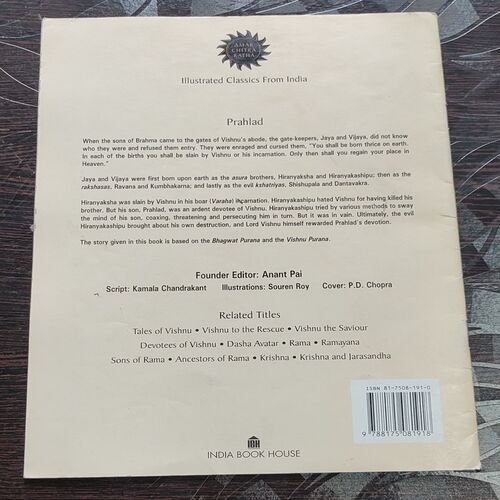 AMAR
CHITRA
KATHA
Illustrated Classics From India
Prahlad
When the sons of Brahma came to the gates of Vishnu's abode, the gate-keepers, Jaya and Vijaya, did not know
who they were and refused them entry. They were enraged and cursed them, "You shall be born thrice on earth.
In each of the births you shall be slain by Vishnu or his incarnation. Only then shall you regain your place in
Heaven."
Jaya and Vijaya were first born upon earth as the asura brothers, Hiranyaksha and Hiranyakashipu; then as the
rakshasas, Ravana and Kumbhakarna; and lastly as the evil kshatriyas, Shishupala and Dantavakra.
Hiranyaksha was slain by Vishnu in his boar (Varaha) incarnation. Hiranyakashipu hated Vishnu for having killed his
brother. But his son, Prahlad, was an ardent devotee of Vishnu. Hiranyakashipu tried by various methods to sway
the mind of his son, coaxing, threatening and persecuting him in turn. But it was in vain. Ultimately, the evil
Hiranyakashipu brought about his own destruction, and Lord Vishnu himself rewarded Prahlad's devotion.
The story given in this book is based on the Bhagwat Purana and the Vishnu Purana.
Founder Editor: Anant Pai
Script: Kamala Chandrakant Illustrations: Souren Roy Cover: P.D. Chopra
Related Titles
Tales of Vishnu • Vishnu to the Rescue • Vishnu the Saviour
Devotees of Vishnu • Dasha Avatar • Rama • Ramayana
Sons of Rama • Ancestors of Rama • Krishna • Krishna and Jarasandha
ISBN 81-7508-191-0
9 788175 081918
IBH
INDIA BOOK HOUSE